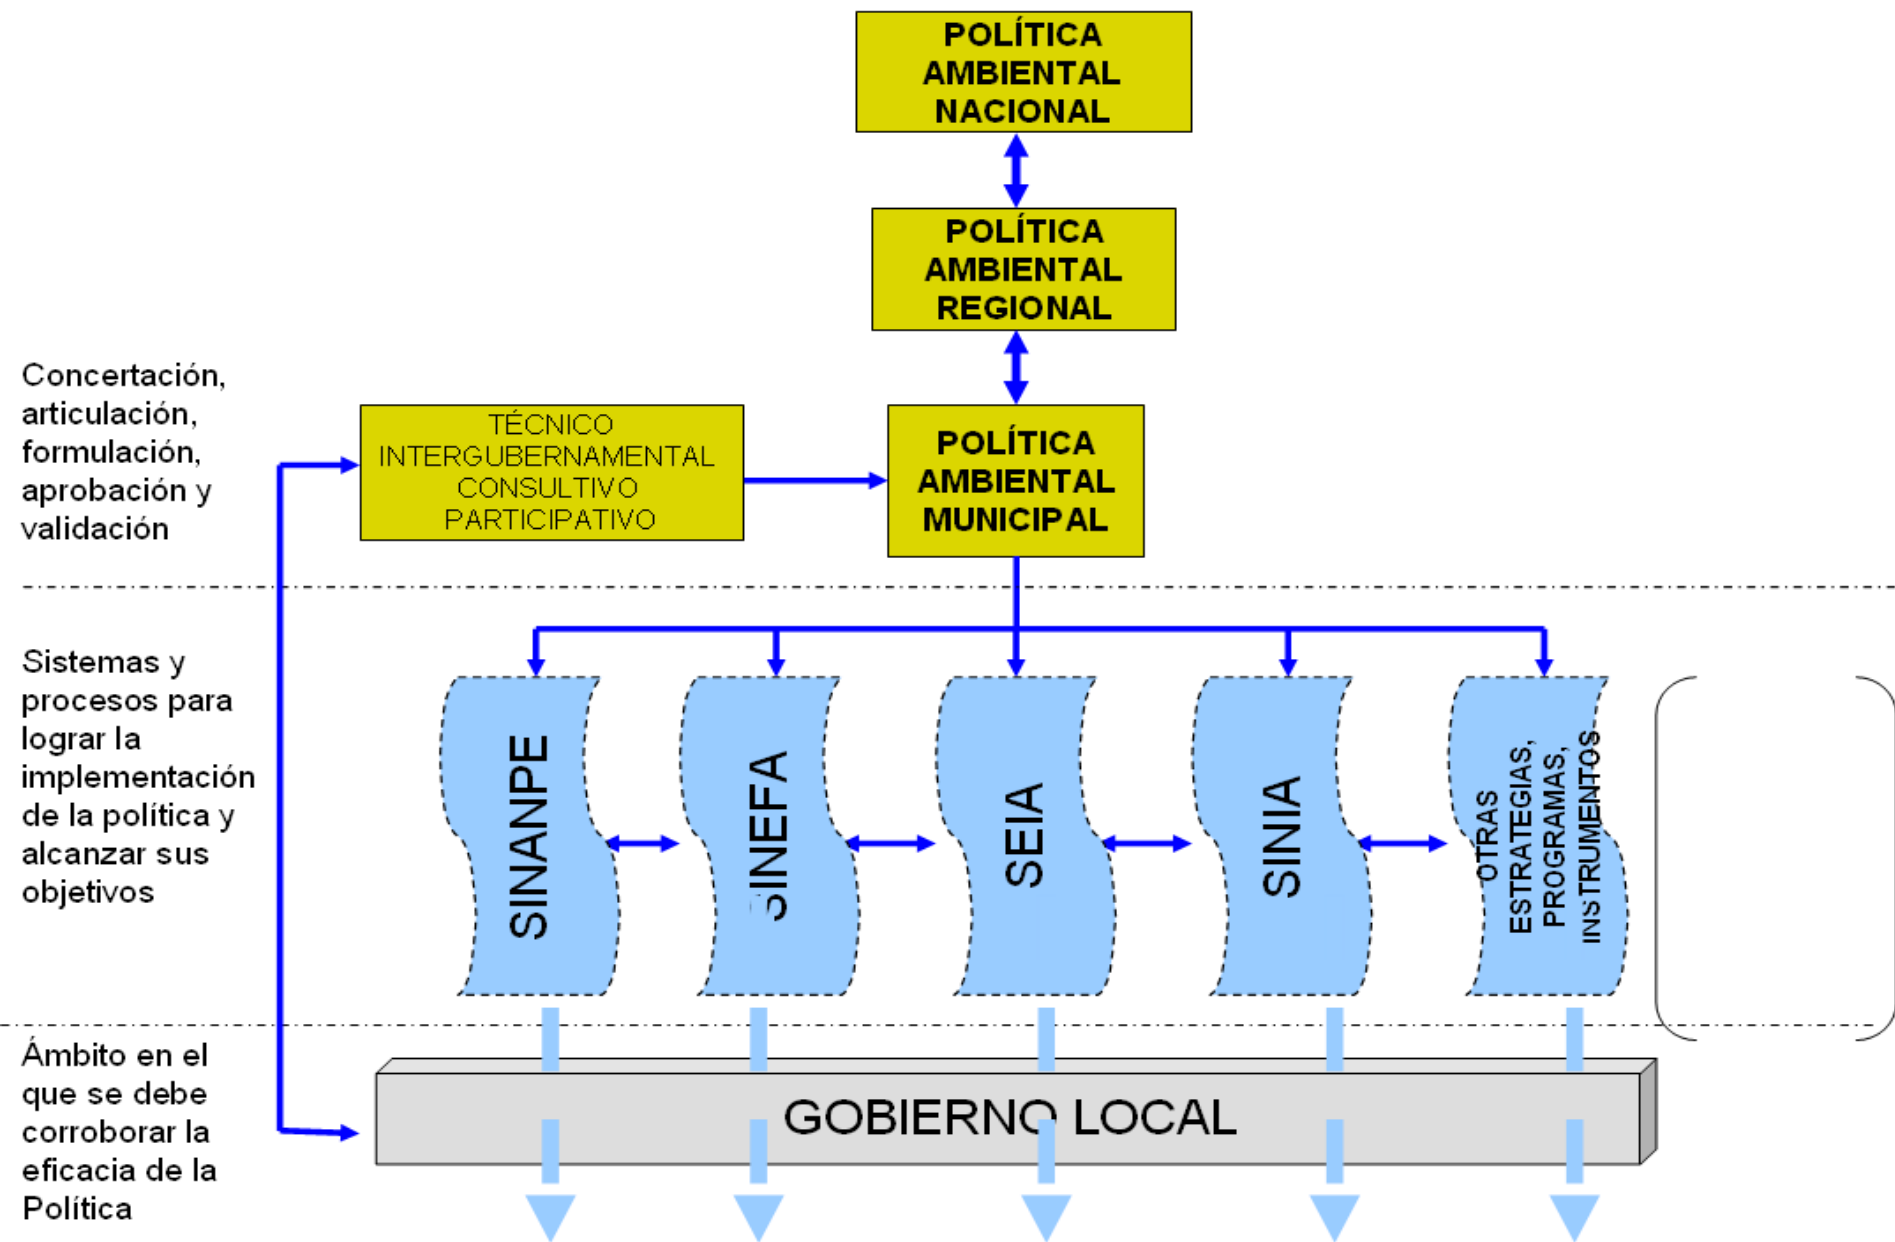 POLÍTICA
AMBIENTAL
NACIONAL
POLÍTICA
AMBIENTAL
REGIONAL
Concertación,
articulación,
formulación,
aprobación y
validación
TÉCNICO
INTERGUBERNAMENTAL
CONSULTIVO
PARTICIPATIVO
POLÍTICA
AMBIENTAL
MUNICIPAL
Sistemas y
procesos para
lograr la
implementación
de la política y
alcanzar sus
objetivos
SINANPE
SINEFA
SEIA
SINIA
OTRAS
ESTRATEGIAS,
PROGRAMAS,
INSTRUMENTOS
Ámbito en el
que se debe
corroborar la
eficacia de la
Política
GOBIERNO LOCAL